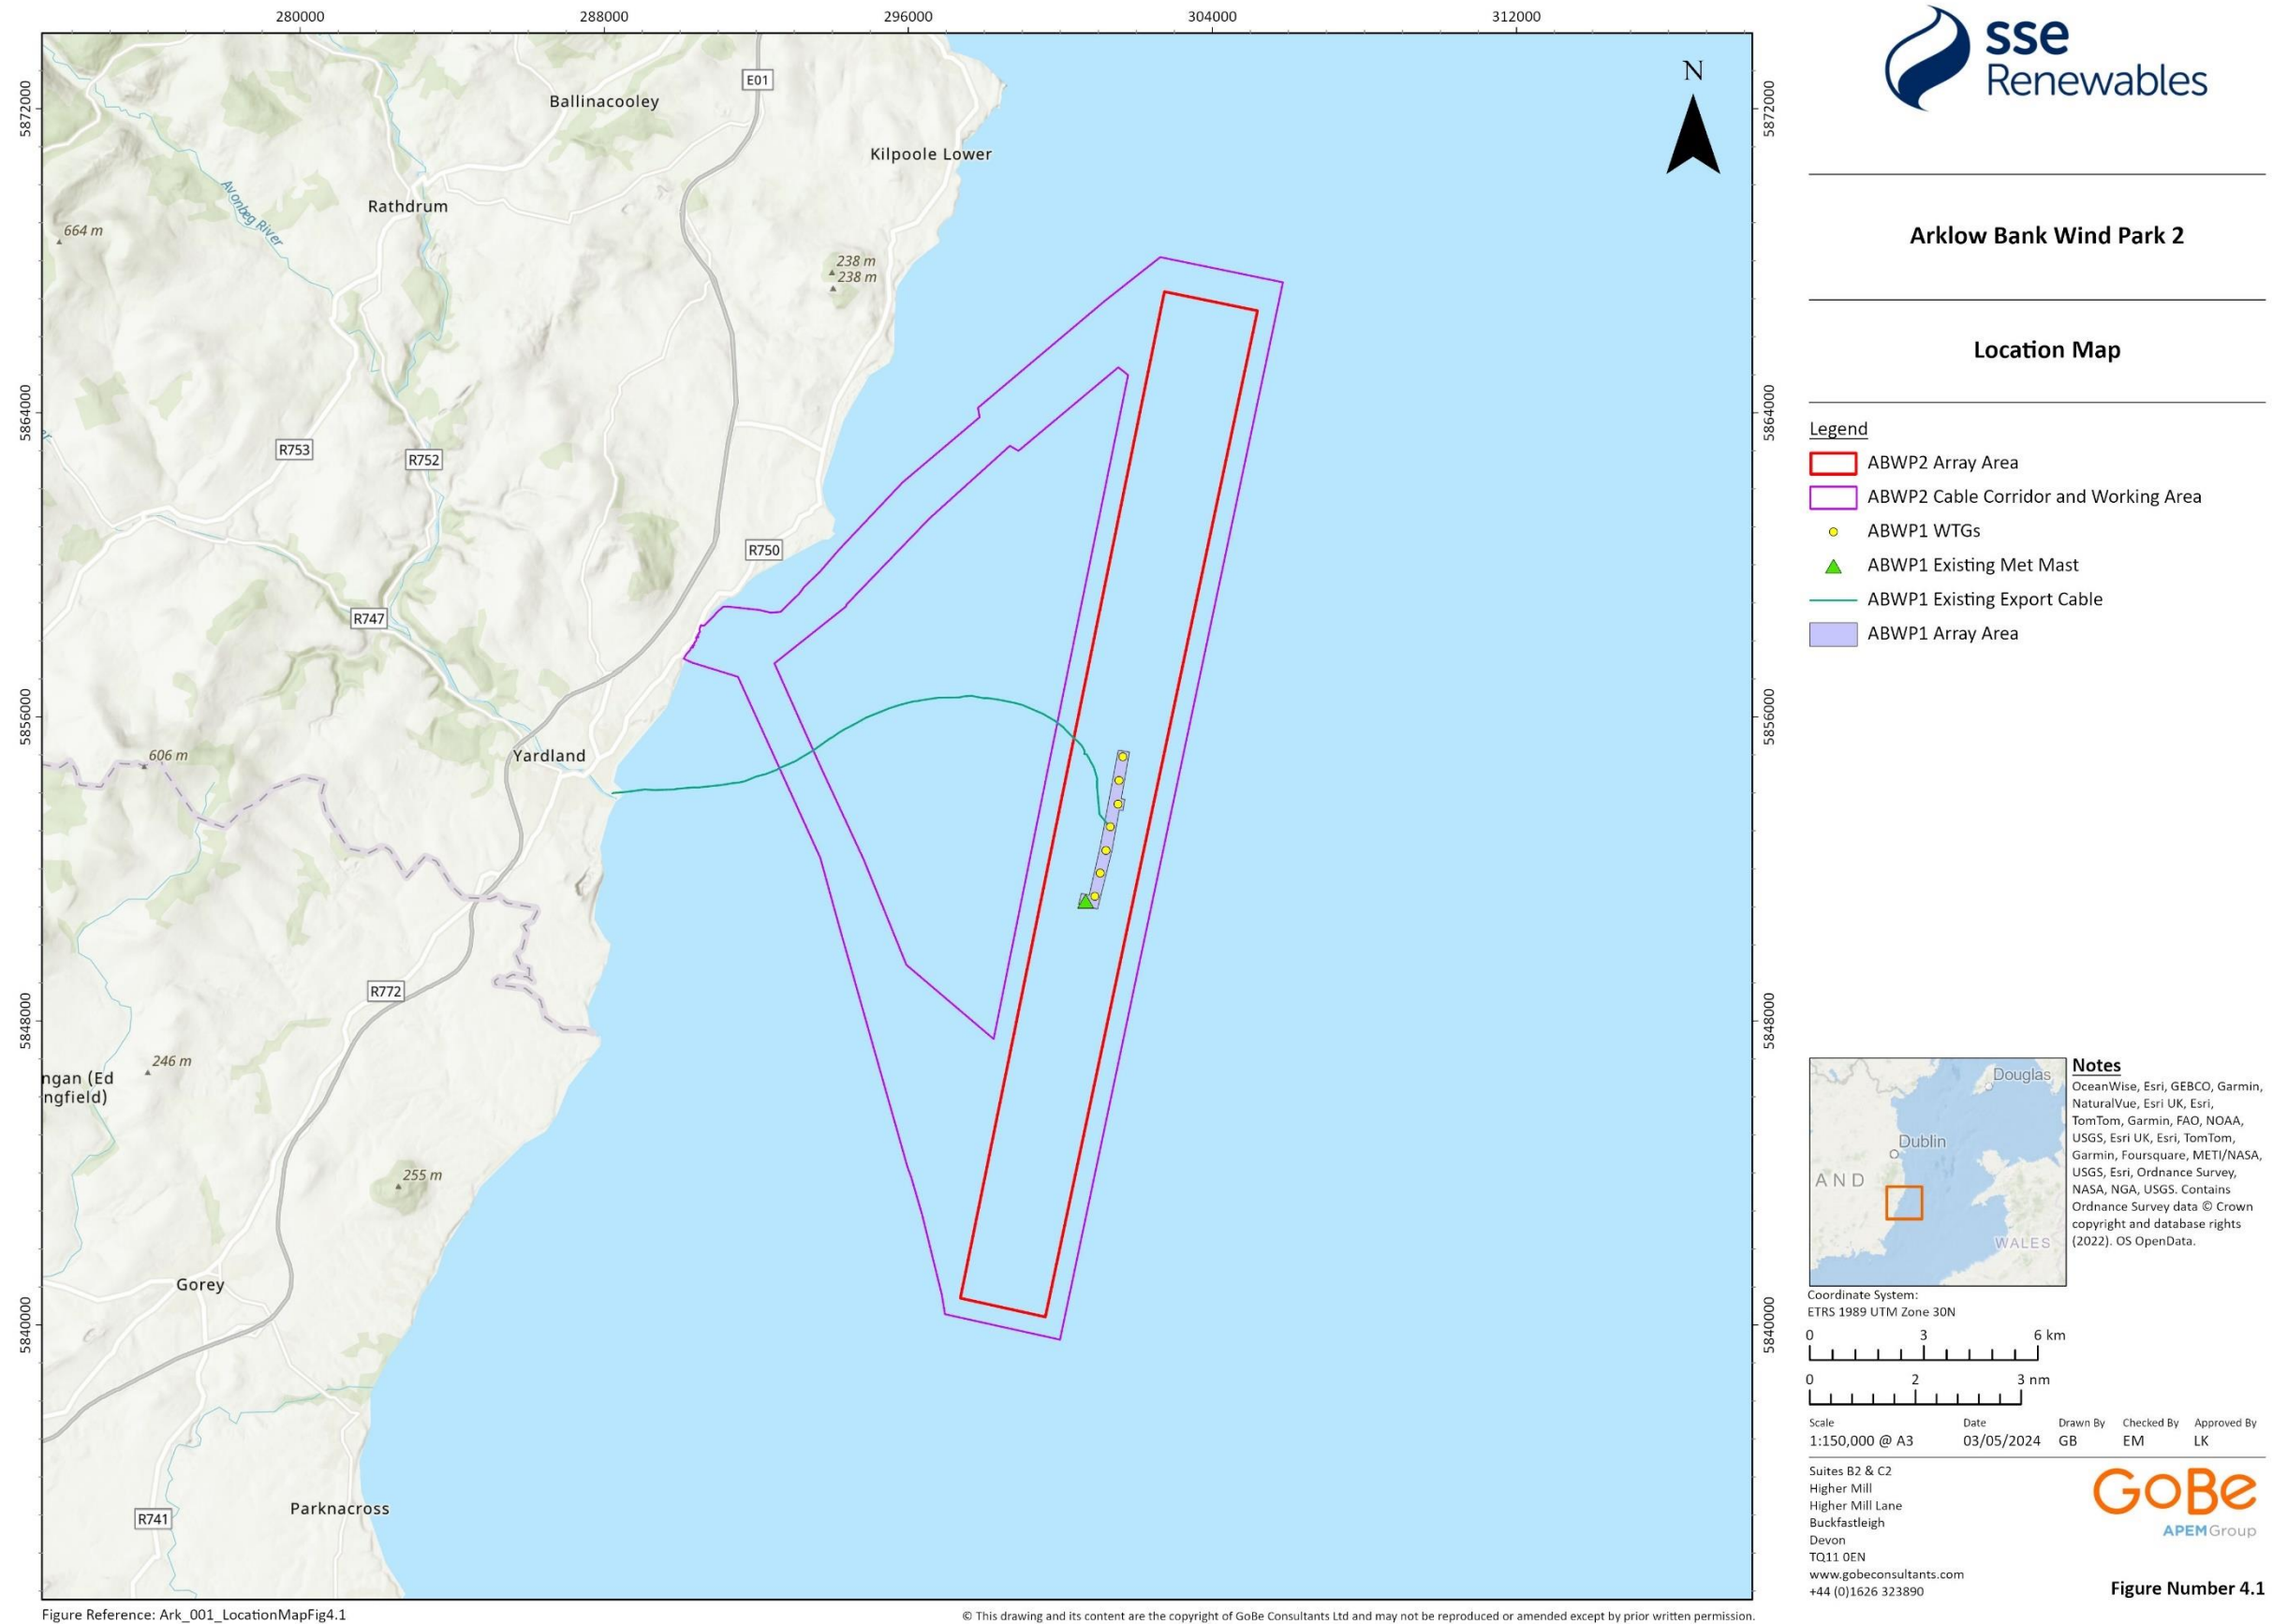 280000
288000
296000
304000
312000
5872000
5864000
5856000
5848000
5840000
5872000
5864000
5856000
5848000
5840000
E01
Ballinacooley
Kilpoole Lower
N
Avonbeg River
Rathdrum
664 m
238 m
238 m
R753
R752
R750
R747
606 m
Yardland
R772
246 m
ngan (Ed
ngfield)
255 m
Gorey
Parknacross
R741
sse
Renewables
Arklow Bank Wind Park 2
Location Map
Legend
ABWP2 Array Area
ABWP2 Cable Corridor and Working Area
ABWP1 WTGs
ABWP1 Existing Met Mast
ABWP1 Existing Export Cable
ABWP1 Array Area
Douglas
Dublin
AND
WALES
Notes
OceanWise, Esri, GEBCO, Garmin,
NaturalVue, Esri UK, Esri,
TomTom, Garmin, FAO, NOAA,
USGS, Esri UK, Esri, TomTom,
Garmin, Foursquare, METI/NASA,
USGS, Esri, Ordnance Survey,
NASA, NGA, USGS. Contains
Ordnance Survey data © Crown
copyright and database rights
(2022). OS OpenData.
Coordinate System:
ETRS 1989 UTM Zone 30N
0 3 6 km
0 2 3 nm
Scale Date Drawn By Checked By Approved By
1:150,000 @ A3 03/05/2024 GB EM LK
Suites B2 & C2
Higher Mill
Higher Mill Lane
Buckfastleigh
Devon
TQ11 0EN
www.gobeconsultants.com
+44 (0)1626 323890
GoBe
APEMGroup
Figure Number 4.1
Figure Reference: Ark_001_LocationMapFig4.1
© This drawing and its content are the copyright of GoBe Consultants Ltd and may not be reproduced or amended except by prior written permission.